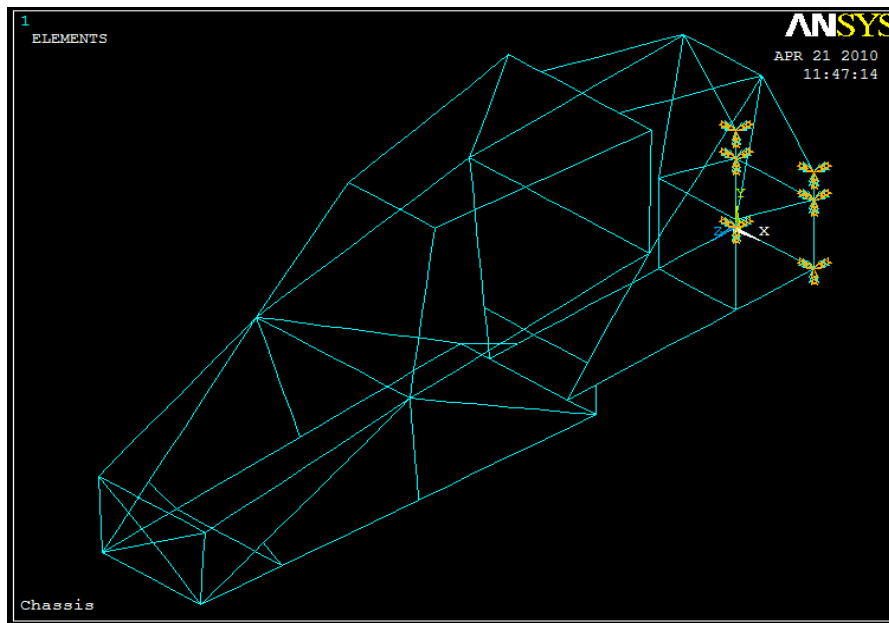 1
ELEMENTS
ANSYS
APR 21 2010
11:47:14
Y
Z
X
Chassis